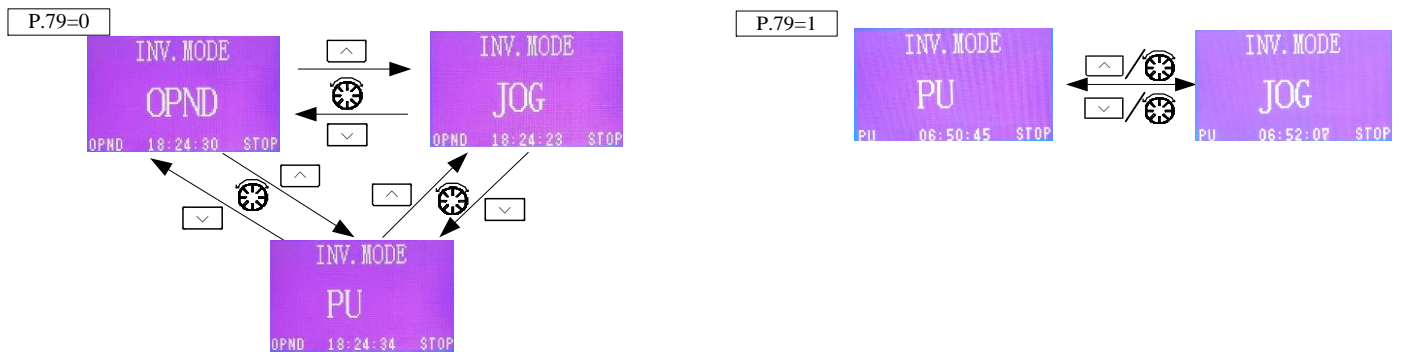 P.79=0
INV. MODE
OPND
OPND 18:24:30 STOP
INV. MODE
JOG
OPND 18:24:23 STOP
INV. MODE
PU
OPND 18:24:34 STOP
P.79=1
INV. MODE
PU
PU 06:50:45 STOP
INV. MODE
JOG
PU 06:52:07 STOP